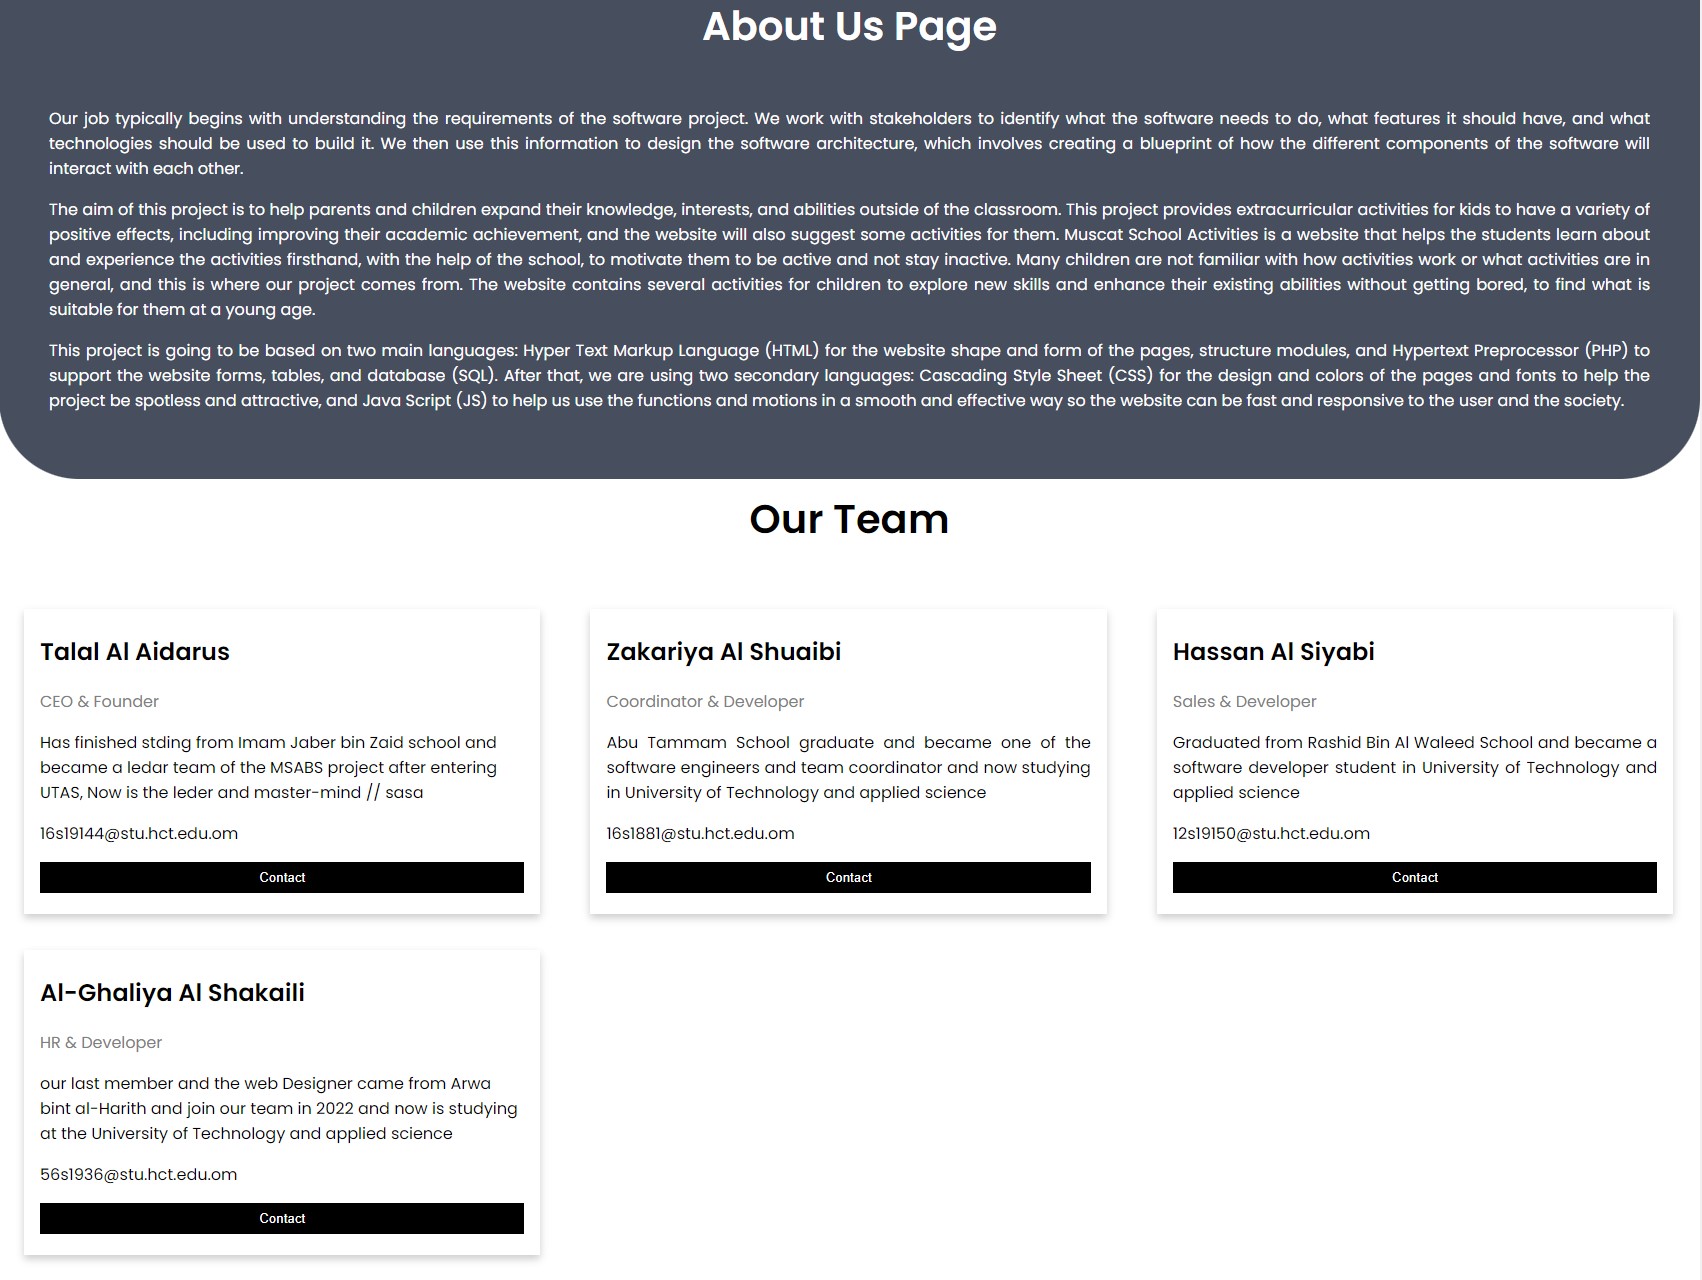 About Us Page
Our job typically begins with understanding the requirements of the software project. We work with stakeholders to identify what the software needs to do, what features it should have, and what
technologies should be used to build it. We then use this information to design the software architecture, which involves creating a blueprint of how the different components of the software will
interact with each other.
The aim of this project is to help parents and children expand their knowledge, interests, and abilities outside of the classroom. This project provides extracurricular activities for kids to have a variety of
positive effects, including improving their academic achievement, and the website will also suggest some activities for them. Muscat School Activities is a website that helps the students learn about
and experience the activities firsthand, with the help of the school, to motivate them to be active and not stay inactive. Many children are not familiar with how activities work or what activities are in
general, and this is where our project comes from. The website contains several activities for children to explore new skills and enhance their existing abilities without getting bored, to find what is
suitable for them at a young age.
This project is going to be based on two main languages: Hyper Text Markup Language (HTML) for the website shape and form of the pages, structure modules, and Hypertext Preprocessor (PHP) to
support the website forms, tables, and database (SQL). After that, we are using two secondary languages: Cascading Style Sheet (CSS) for the design and colors of the pages and fonts to help the
project be spotless and attractive, and Java Script (JS) to help us use the functions and motions in a smooth and effective way so the website can be fast and responsive to the user and the society.
Our Team
Talal Al Aidarus
CEO & Founder
Has finished stding from Imam Jaber bin Zaid school and
became a ledar team of the MSABS project after entering
UTAS, Now is the leder and master-mind // sasa
16s19144@stu.hct.edu.om
Contact
Zakariya Al Shuaibi
Coordinator & Developer
Abu Tammam School graduate and became one of the
software engineers and team coordinator and now studying
in University of Technology and applied science
16s1881@stu.hct.edu.om
Contact
Hassan Al Siyabi
Sales & Developer
Graduated from Rashid Bin Al Waleed School and became a
software developer student in University of Technology and
applied science
12s19150@stu.hct.edu.om
Contact
Al-Ghaliya Al Shakaili
HR & Developer
our last member and the web Designer came from Arwa
bint al-Harith and join our team in 2022 and now is studying
at the University of Technology and applied science
56s1936@stu.hct.edu.om
Contact